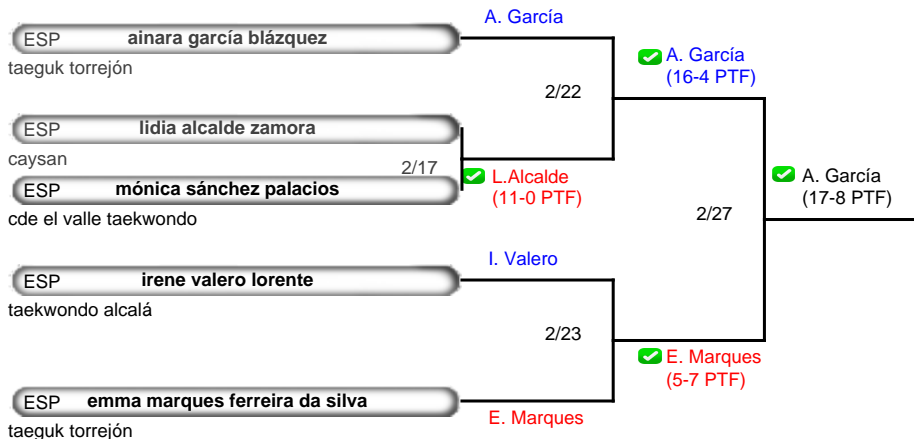 A. García
ESP ainara garcía blázquez
taeguk torrejón
A. García
(16-4 PTF)
2/22
ESP lidia alcalde zamora
caysan
2/17
L.Alcalde
(11-0 PTF)
ESP mónica sánchez palacios
cde el valle taekwondo
A. García
(17-8 PTF)
2/27
I. Valero
ESP irene valero lorente
taekwondo alcalá
2/23
E. Marques
(5-7 PTF)
ESP emma marques ferreira da silva
E. Marques
taeguk torrejón